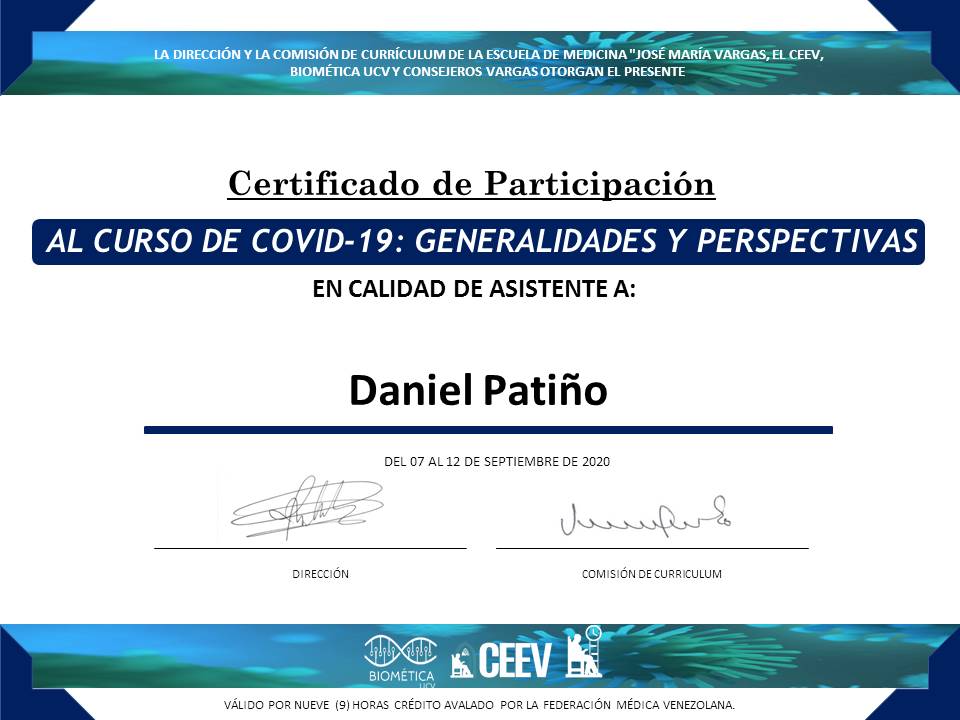 LA DIRECCIÓN Y LA COMISIÓN DE CURRÍCULUM DE LA ESCUELA DE MEDICINA "JOSÉ MARÍA VARGAS, EL CEEV,
BIOMÉTICA UCV Y CONSEJEROS VARGAS OTORGAN EL PRESENTE
Certificado de Participación
AL CURSO DE COVID-19: GENERALIDADES Y PERSPECTIVAS
EN CALIDAD DE ASISTENTE A:
Daniel Patiño
DEL 07 AL 12 DE SEPTIEMBRE DE 2020
DIRECCIÓN
COMISIÓN DE CURRICULUM
BIOMÉTICA
UCV
CEEV
VÁLIDO POR NUEVE (9) HORAS CRÉDITO AVALADO POR LA FEDERACIÓN MÉDICA VENEZOLANA.